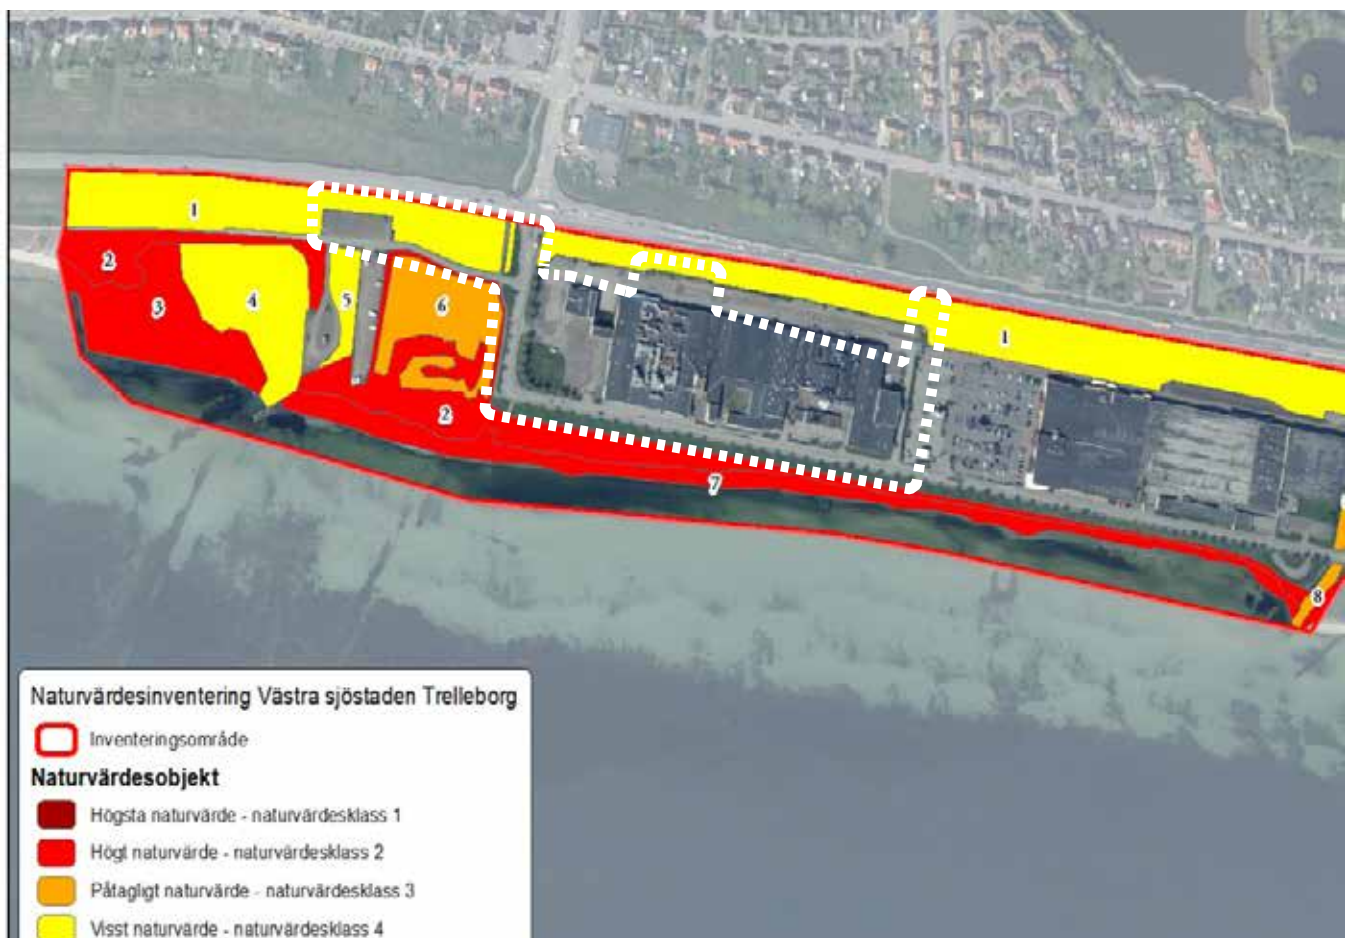 1
2
3
4
5
6
2
7
1
8
Naturvärdesinventering Västra sjöstaden Trelleborg
Inventeringsområde
Naturvärdesobjekt
Högsta naturvärde - naturvärdesklass 1
Högt naturvärde - naturvärdesklass 2
Påtagligt naturvärde - naturvärdesklass 3
Visst naturvärde - naturvärdesklass 4